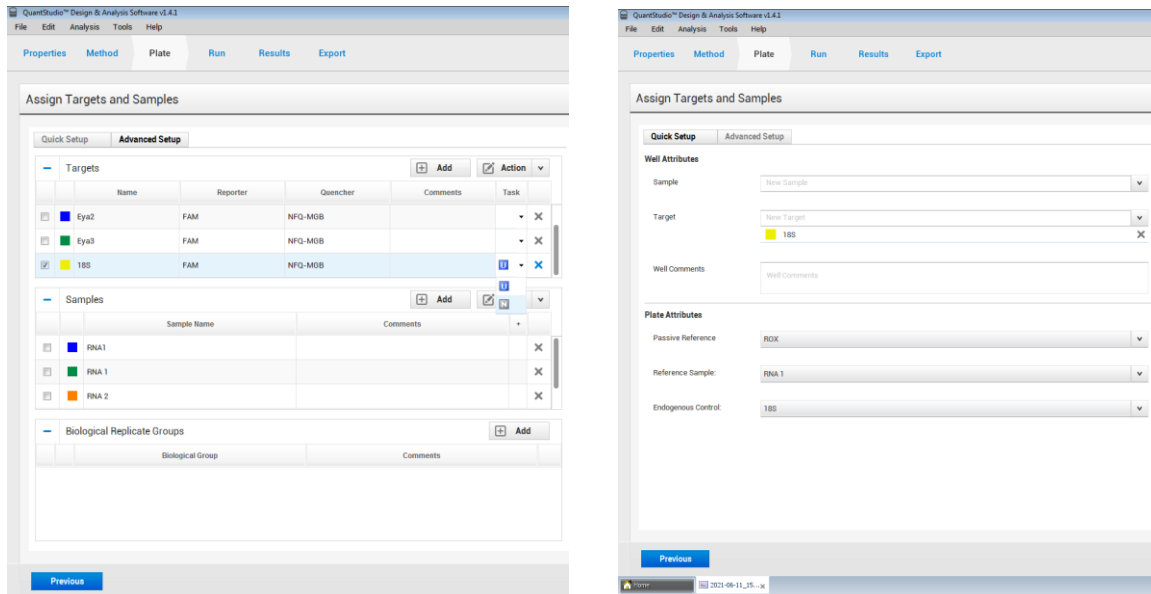 QuantStudio™ Design & Analysis Software v1.4.1
File Edit Analysis Tools Help
Properties Method Plate Run Results Export
Assign Targets and Samples
Quick Setup Advanced Setup
Targets Add Action
Name Reporter Quencher Comments Task
Eya2 FAM NFQ-MGB
Eya3 FAM NFQ-MGB
18S FAM NFQ-MGB U
U
N
Samples Add
Sample Name Comments +
RNA1
RNA 1
RNA 2
Biological Replicate Groups Add
Biological Group Comments
Previous
QuantStudio™ Design & Analysis Software v1.4.1
File Edit Analysis Tools Help
Properties Method Plate Run Results Export
Assign Targets and Samples
Quick Setup Advanced Setup
Well Attributes
Sample New Sample
Target New Target
18S
Well Comments Well Comments
Plate Attributes
Passive Reference ROX
Reference Sample: RNA 1
Endogenous Control: 18S
Previous
Home 2021-06-11_15...